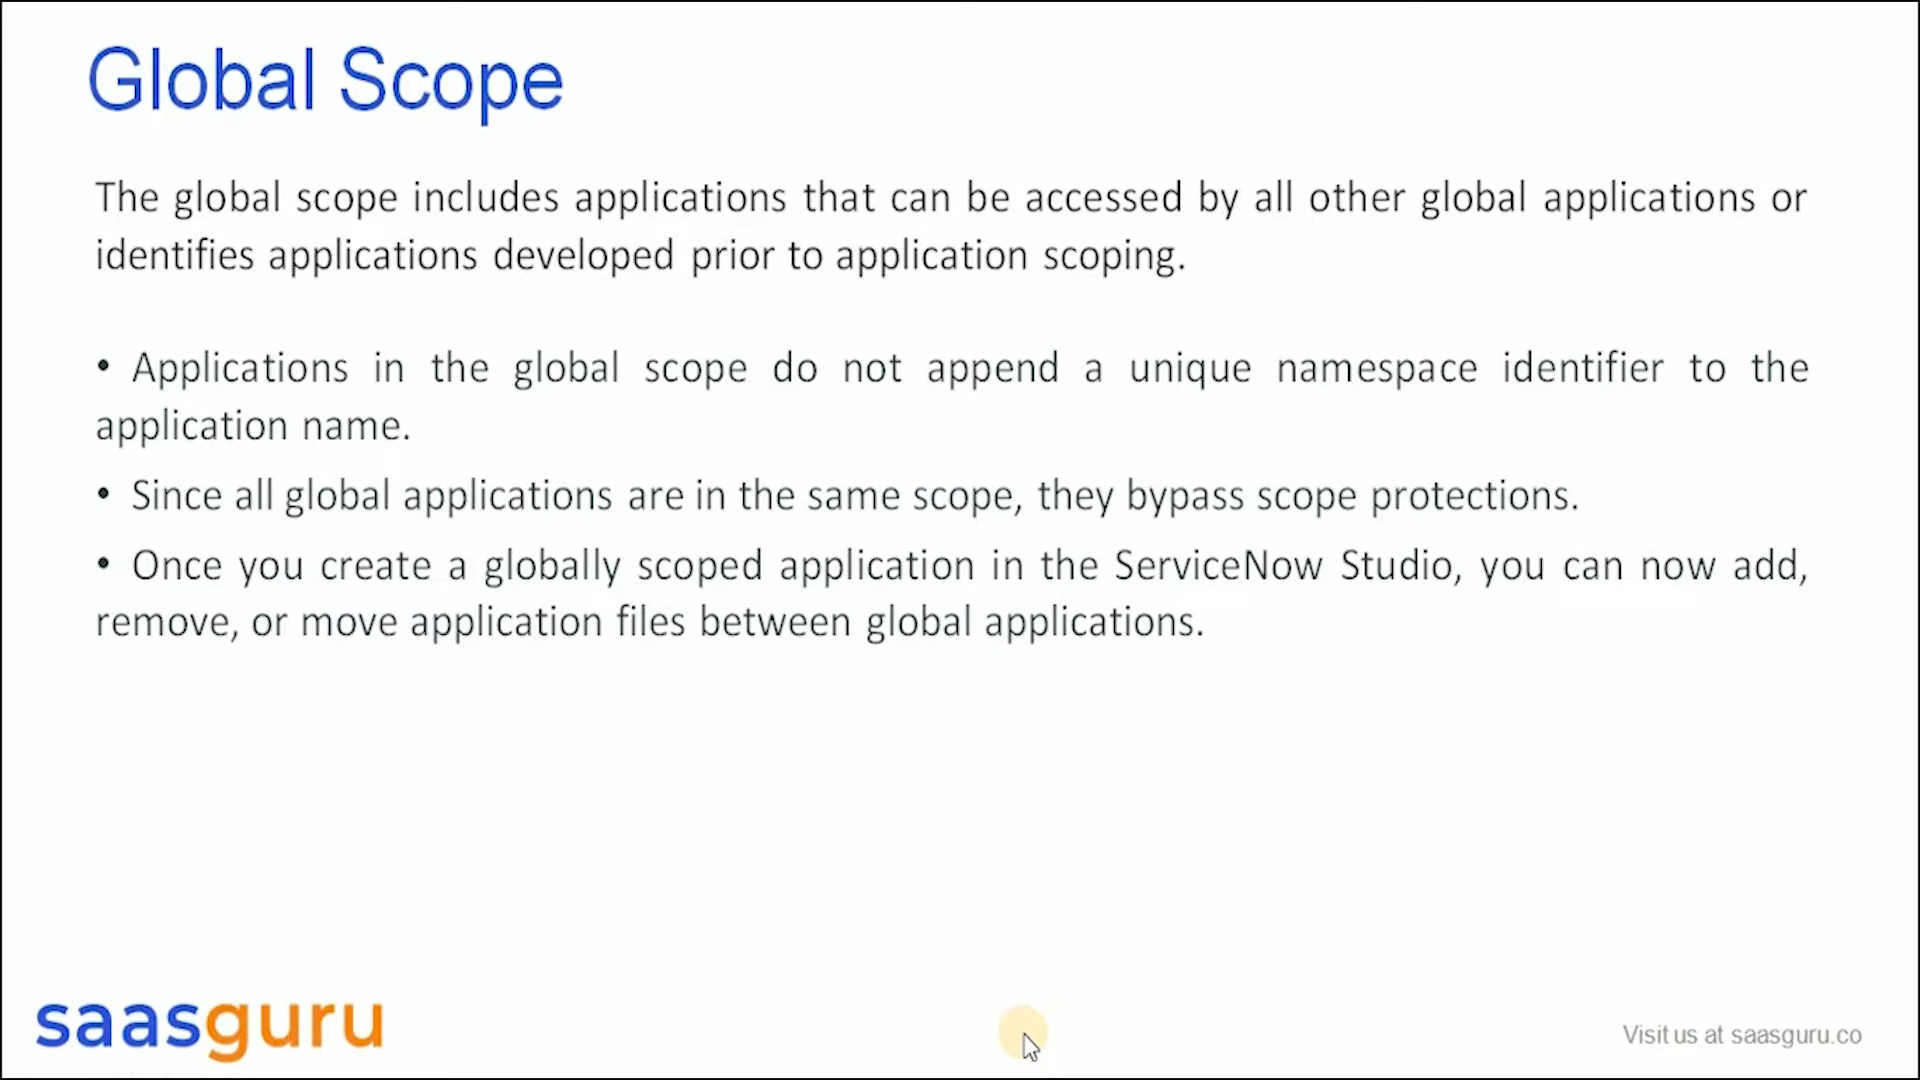 Global Scope
The global scope includes applications that can be accessed by all other global applications or
identifies applications developed prior to application scoping.
• Applications in the global scope do not append a unique namespace identifier to the
application name.
• Since all global applications are in the same scope, they bypass scope protections.
• Once you create a globally scoped application in the ServiceNow Studio, you can now add,
remove, or move application files between global applications.
saasguru
Visit us at saasguru.co